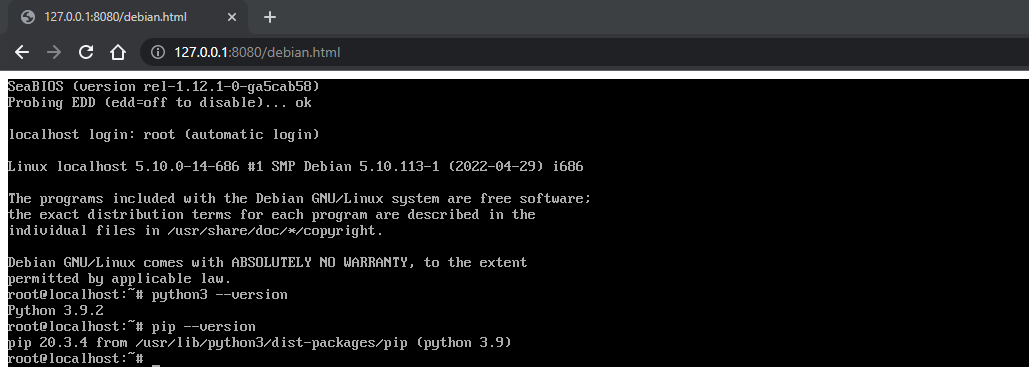 127.0.0.1:8080/debian.html
127.0.0.1:8080/debian.html
SeaBIOS (version rel-1.12.1-0-ga5cab58)
Probing EDD (edd=off to disable)... ok
localhost login: root (automatic login)
Linux localhost 5.10.0-14-686 #1 SMP Debian 5.10.113-1 (2022-04-29) i686
The programs included with the Debian GNU/Linux system are free software;
the exact distribution terms for each program are described in the
individual files in /usr/share/doc/*/copyright.
Debian GNU/Linux comes with ABSOLUTELY NO WARRANTY, to the extent
permitted by applicable law.
root@localhost:~# python3 --version
Python 3.9.2
root@localhost:~# pip --version
pip 20.3.4 from /usr/lib/python3/dist-packages/pip (python 3.9)
root@localhost:~# _